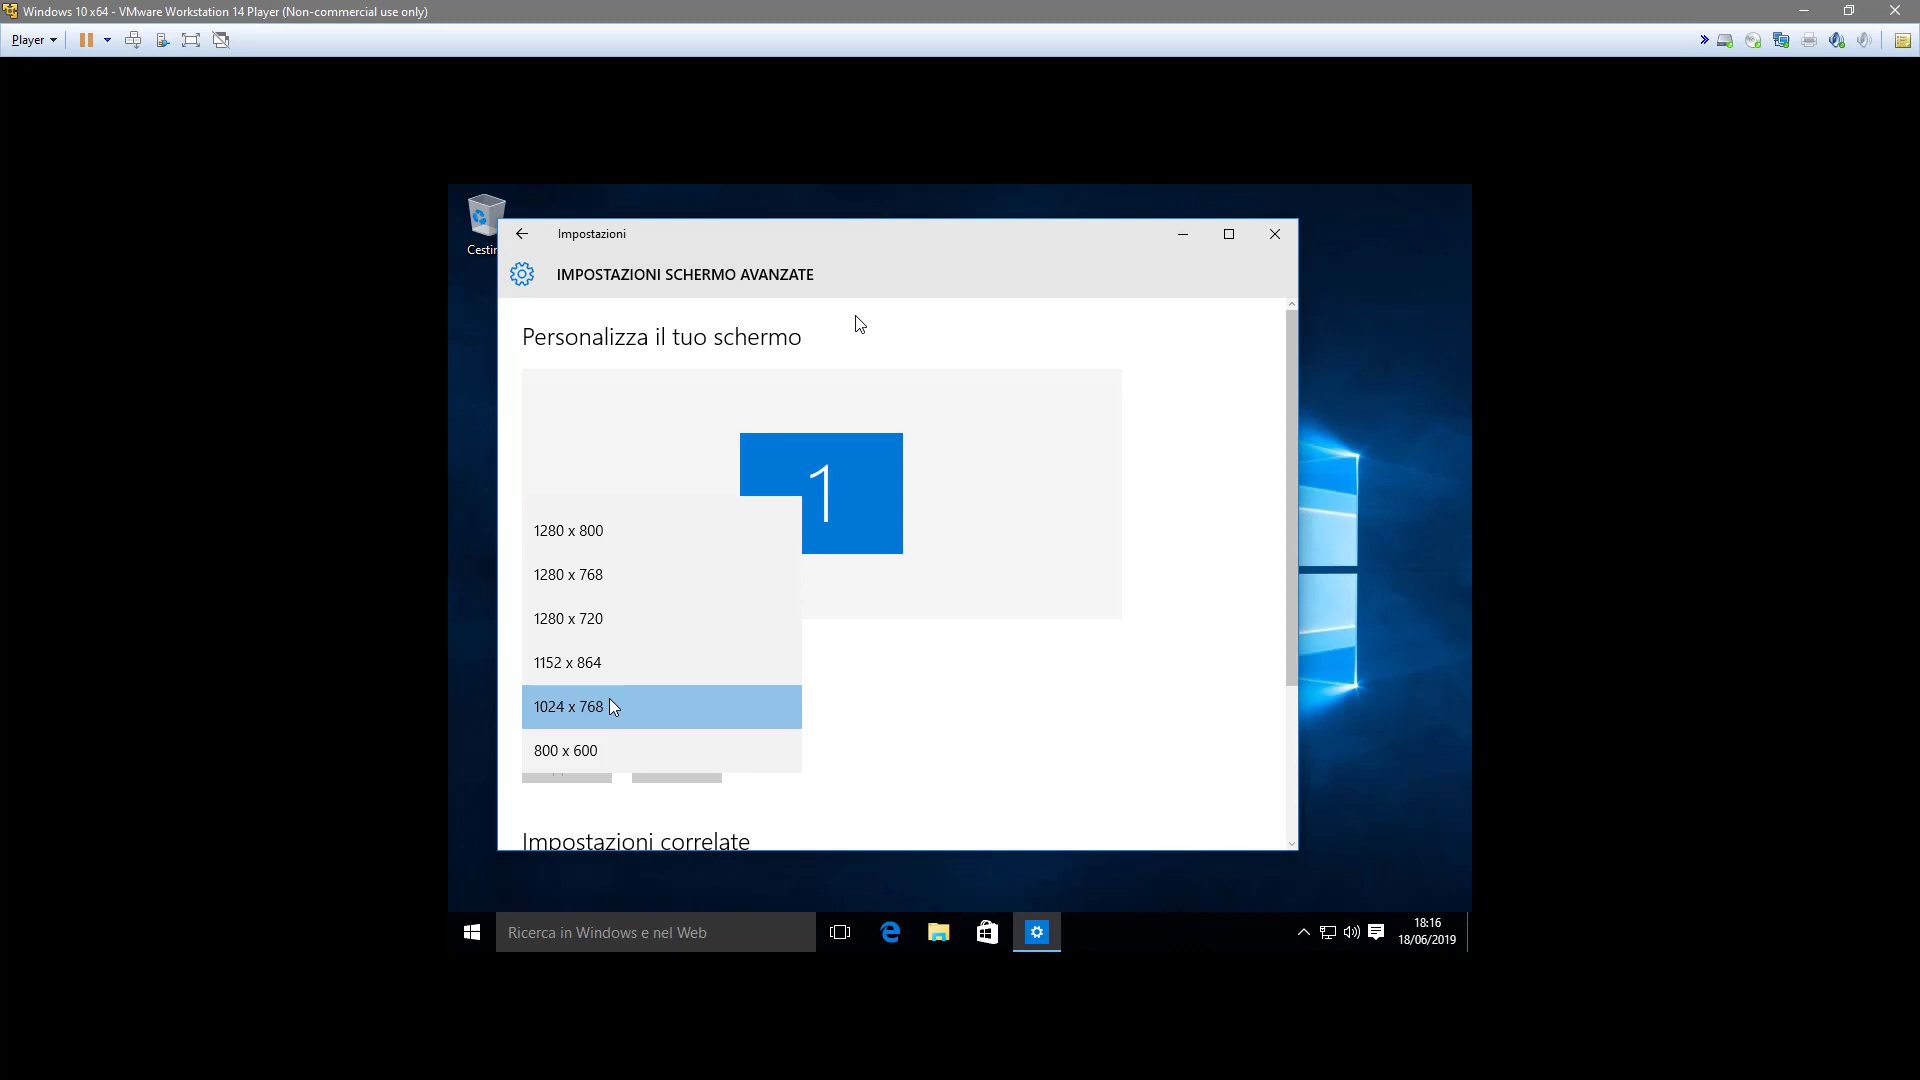 Windows 10 x64 - VMware Workstation 14 Player (Non-commercial use only)
Player
Impostazioni
IMPOSTAZIONI SCHERMO AVANZATE
Personalizza il tuo schermo
1
1280 x 800
1280 x 768
1280 x 720
1152 x 864
1024 x 768
800 x 600
Impostazioni correlate
Ricerca in Windows e nel Web
18:16
18/06/2019